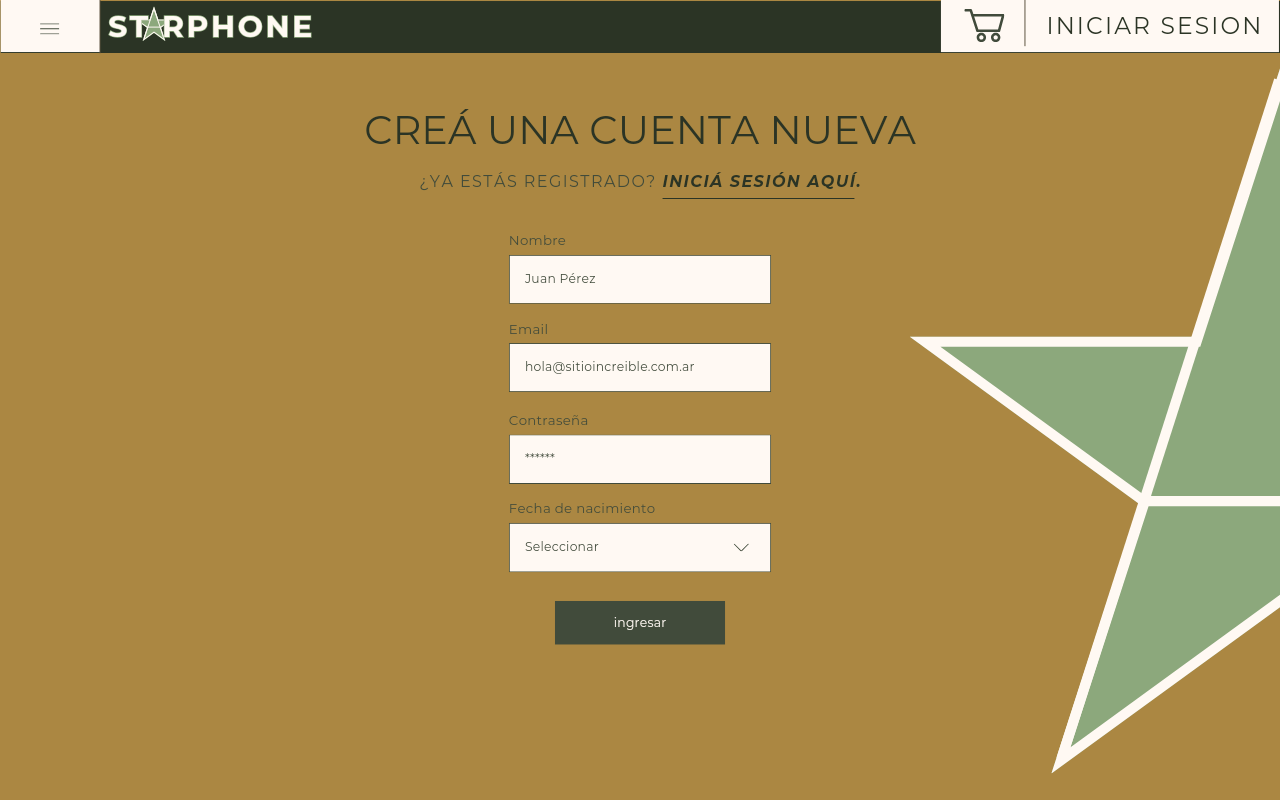 STARPHONE
INICIAR SESION
CREÁ UNA CUENTA NUEVA
¿YA ESTÁS REGISTRADO? INICIÁ SESIÓN AQUÍ.
Nombre
Juan Pérez
Email
hola@sitioincreible.com.ar
Contraseña
******
Fecha de nacimiento
Seleccionar
ingresar